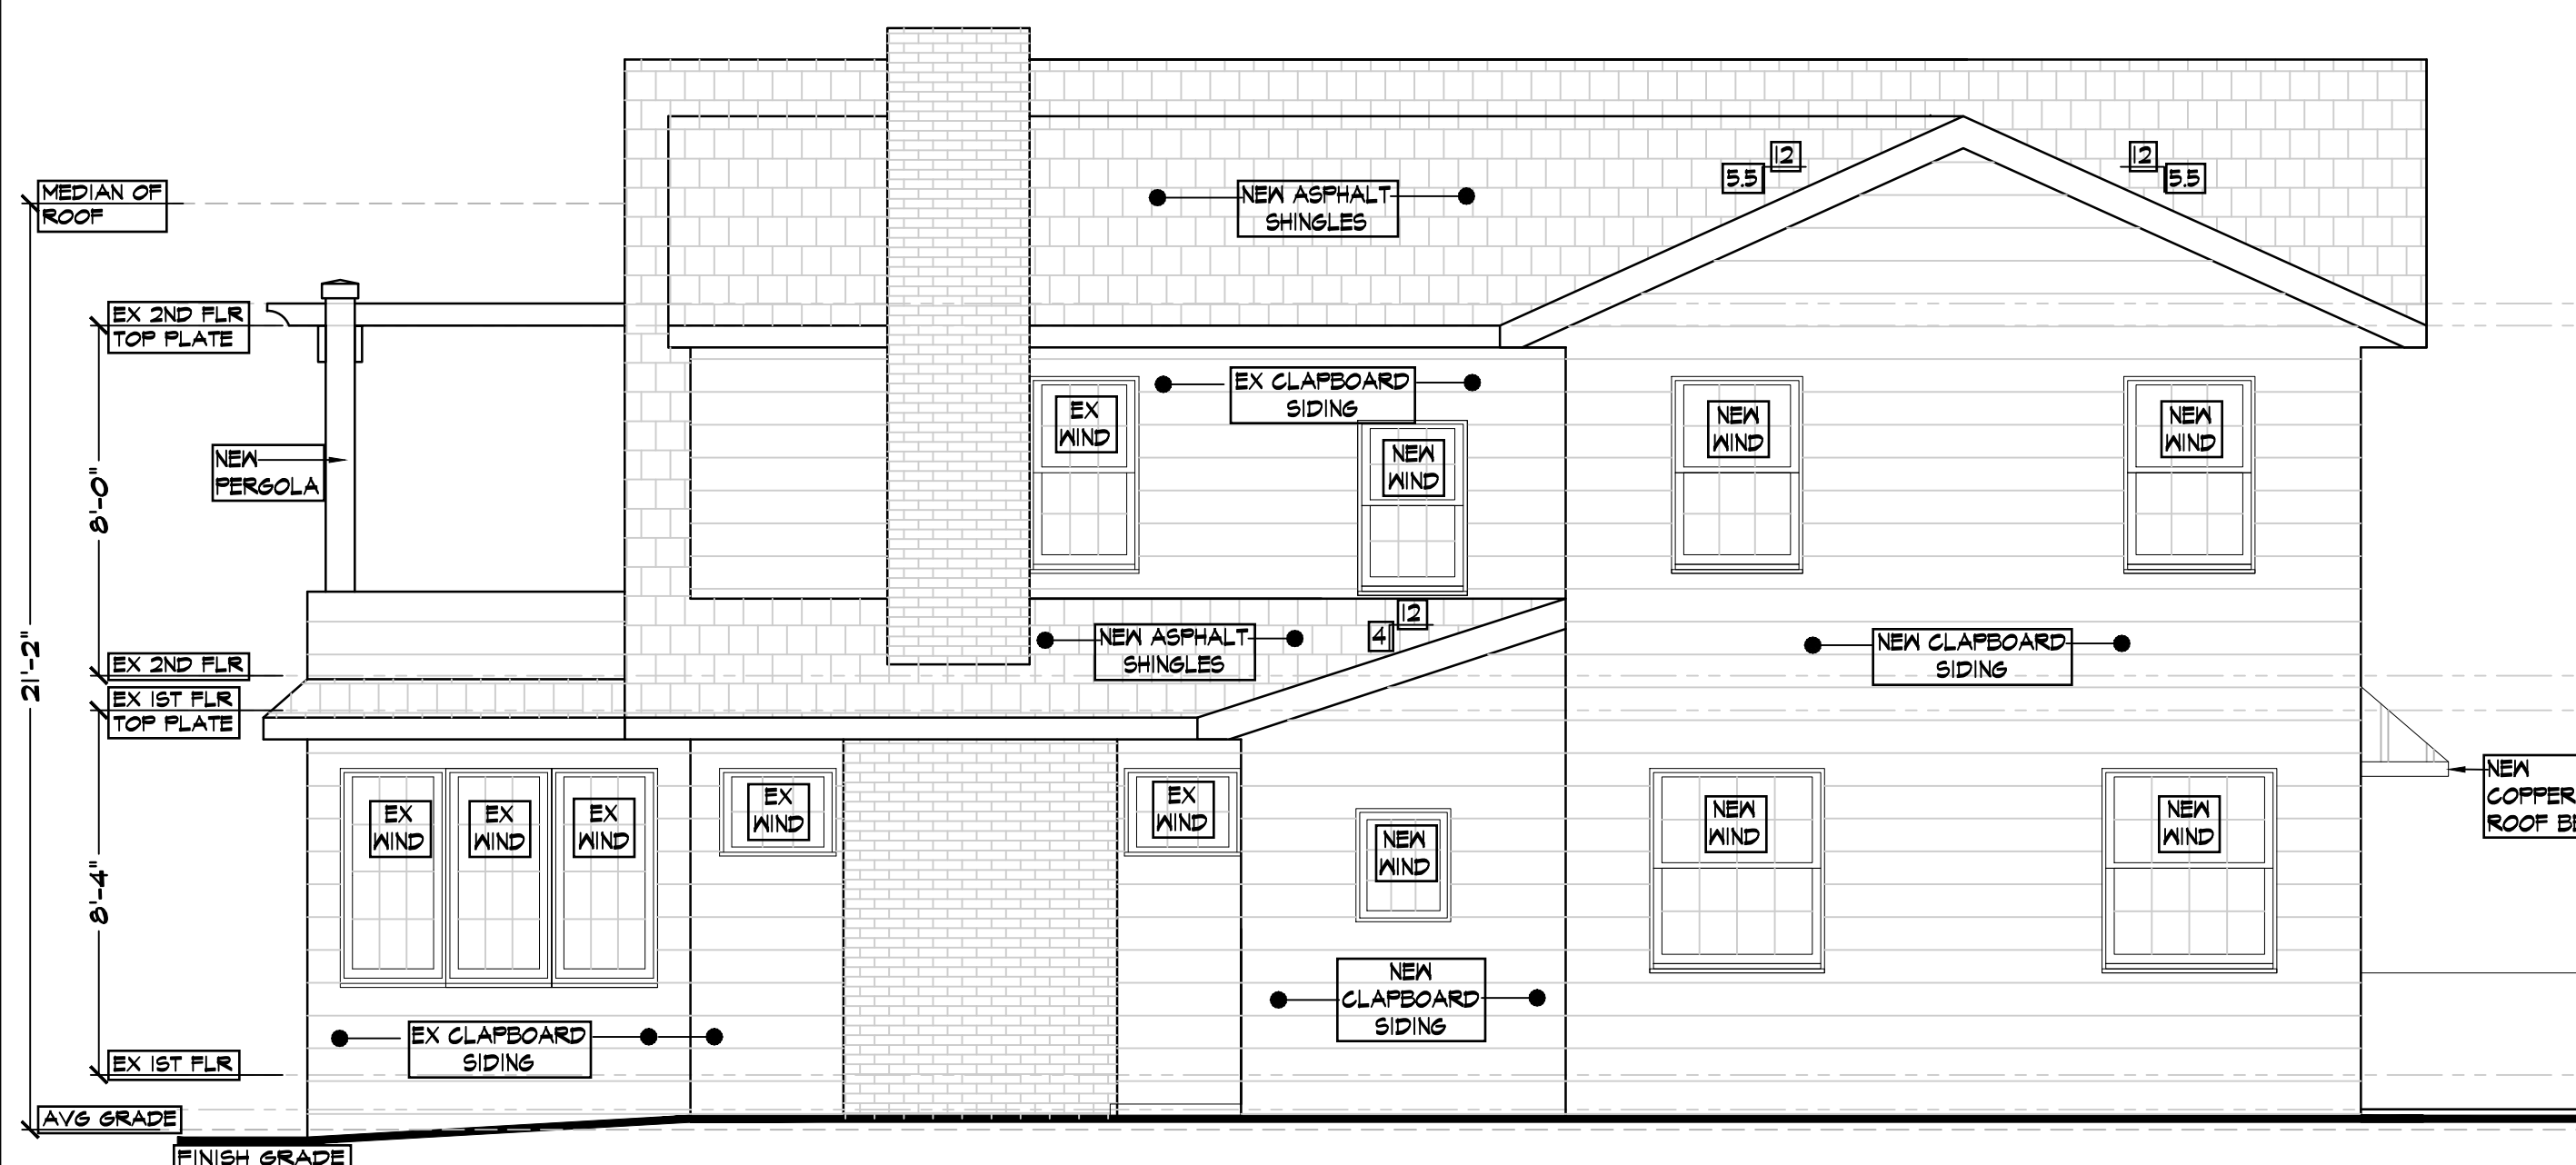 12
5.5
12
5.5
MEDIAN OF
ROOF
NEW ASPHALT
SHINGLES
EX 2ND FLR
TOP PLATE
EX CLAPBOARD
SIDING
EX
WIND
NEW
WIND
NEW
WIND
NEW
WIND
NEW
PERGOLA
8'-0"
21'-2"
12
4
NEW ASPHALT
SHINGLES
NEW CLAPBOARD
SIDING
EX 2ND FLR
EX 1ST FLR
TOP PLATE
NEW
COPPER
ROOF
EX
WIND
EX
WIND
EX
WIND
EX
WIND
EX
WIND
NEW
WIND
NEW
WIND
NEW
WIND
8'-4"
NEW
CLAPBOARD
SIDING
EX CLAPBOARD
SIDING
EX 1ST FLR
AVG GRADE
FINISH GRADE